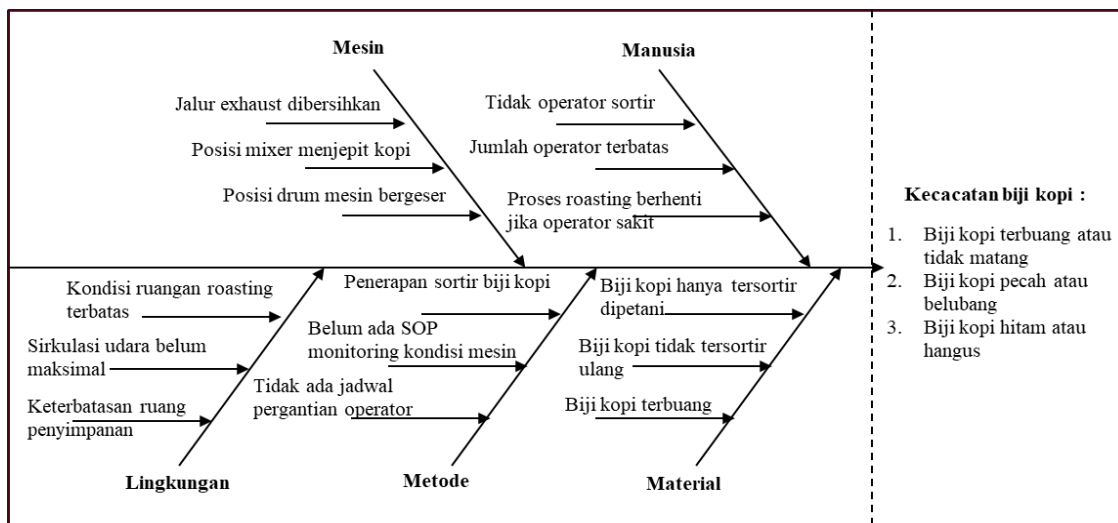 Mesin
Jalur exhaust dibersihkan
Posisi mixer menjepit kopi
Posisi drum mesin bergeser
Manusia
Tidak operator sortir
Jumlah operator terbatas
Proses roasting berhenti
jika operator sakit
Kondisi ruangan roasting
terbatas
Sirkulasi udara belum
maksimal
Keterbatasan ruang
penyimpanan
Lingkungan
Penerapan sortir biji kopi
Belum ada SOP
monitoring kondisi mesin
Tidak ada jadwal
pergantian operator
Metode
Biji kopi hanya tersortir
dipetani
Biji kopi tidak tersortir
ulang
Biji kopi terbuang
Material
Kecacatan biji kopi :
1. Biji kopi terbuang atau
tidak matang
2. Biji kopi pecah atau
belubang
3. Biji kopi hitam atau
hangus